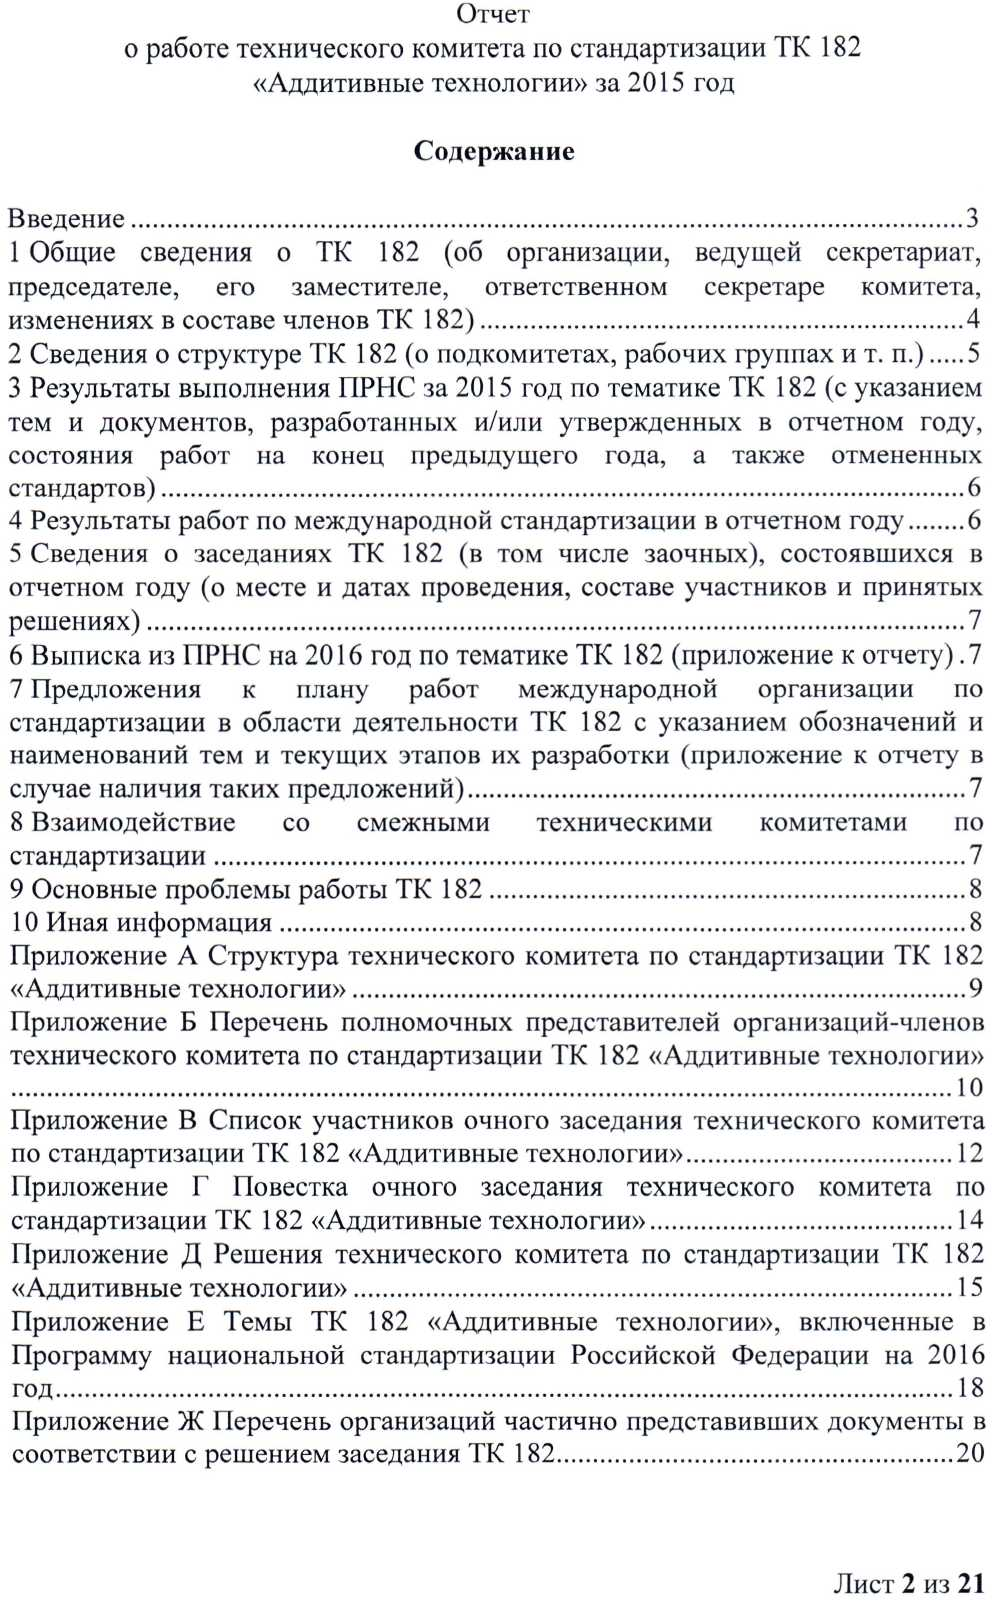 Отчет
о работе технического комитета по стандартизации ТК 182
«Аддитивные технологии» за 2015 год
Содержание
Введение.....3
1 Общие сведения о ТК 182 (об организации, ведущей секретариат,
председателе, его заместителе, ответственном секретаре комитета,
изменениях в составе членов ТК 182).....4
2 Сведения о структуре ТК 182 (о подкомитетах, рабочих группах и т. п.).....5
3 Результаты выполнения ПРНС за 2015 год по тематике ТК 182 (с указанием
тем и документов, разработанных и/или утвержденных в отчетном году,
состояния работ на конец предыдущего года, а также отмененных
стандартов).....6
4 Результаты работ по международной стандартизации в отчетном году.....6
5 Сведения о заседаниях ТК 182 (в том числе заочных), состоявшихся в
отчетном году (о месте и датах проведения, составе участников и принятых
решениях).....7
6 Выписка из ПРНС на 2016 год по тематике ТК 182 (приложение к отчету).7
7 Предложения к плану работ международной организации по
стандартизации в области деятельности ТК 182 с указанием обозначений и
наименований тем и текущих этапов их разработки (приложение к отчету в
случае наличия таких предложений).....7
8 Взаимодействие со смежными техническими комитетами по
стандартизации.....7
9 Основные проблемы работы ТК 182.....8
10 Иная информация.....8
Приложение А Структура технического комитета по стандартизации ТК 182
«Аддитивные технологии».....9
Приложение Б Перечень полномочных представителей организаций-членов
технического комитета по стандартизации ТК 182 «Аддитивные технологии»
.....10
Приложение В Список участников очного заседания технического комитета
по стандартизации ТК 182 «Аддитивные технологии».....12
Приложение Г Повестка очного заседания технического комитета по
стандартизации ТК 182 «Аддитивные технологии».....14
Приложение Д Решения технического комитета по стандартизации ТК 182
«Аддитивные технологии».....15
Приложение Е Темы ТК 182 «Аддитивные технологии», включенные в
Программу национальной стандартизации Российской Федерации на 2016
год.....18
Приложение Ж Перечень организаций частично представивших документы в
соответствии с решением заседания ТК 182.....20
Лист 2 из 21